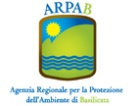 ARPAB
Agenzia Regionale per la Protezione
dell'Ambiente di Basilicata